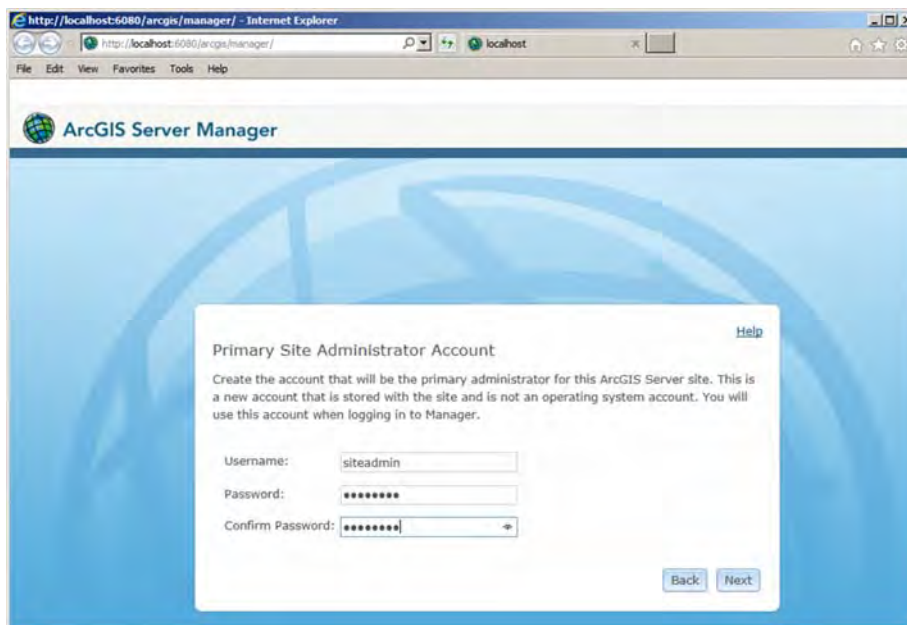 http://localhost:6080/arcgis/manager/ - Internet Explorer
http://localhost:6080/arcgis/manager/
localhost
File Edit View Favorites Tools Help
ArcGIS Server Manager
Help
Primary Site Administrator Account
Create the account that will be the primary administrator for this ArcGIS Server site. This is
a new account that is stored with the site and is not an operating system account. You will
use this account when logging in to Manager.
Username: siteadmin
Password: ••••••••
Confirm Password: ••••••••
Back Next